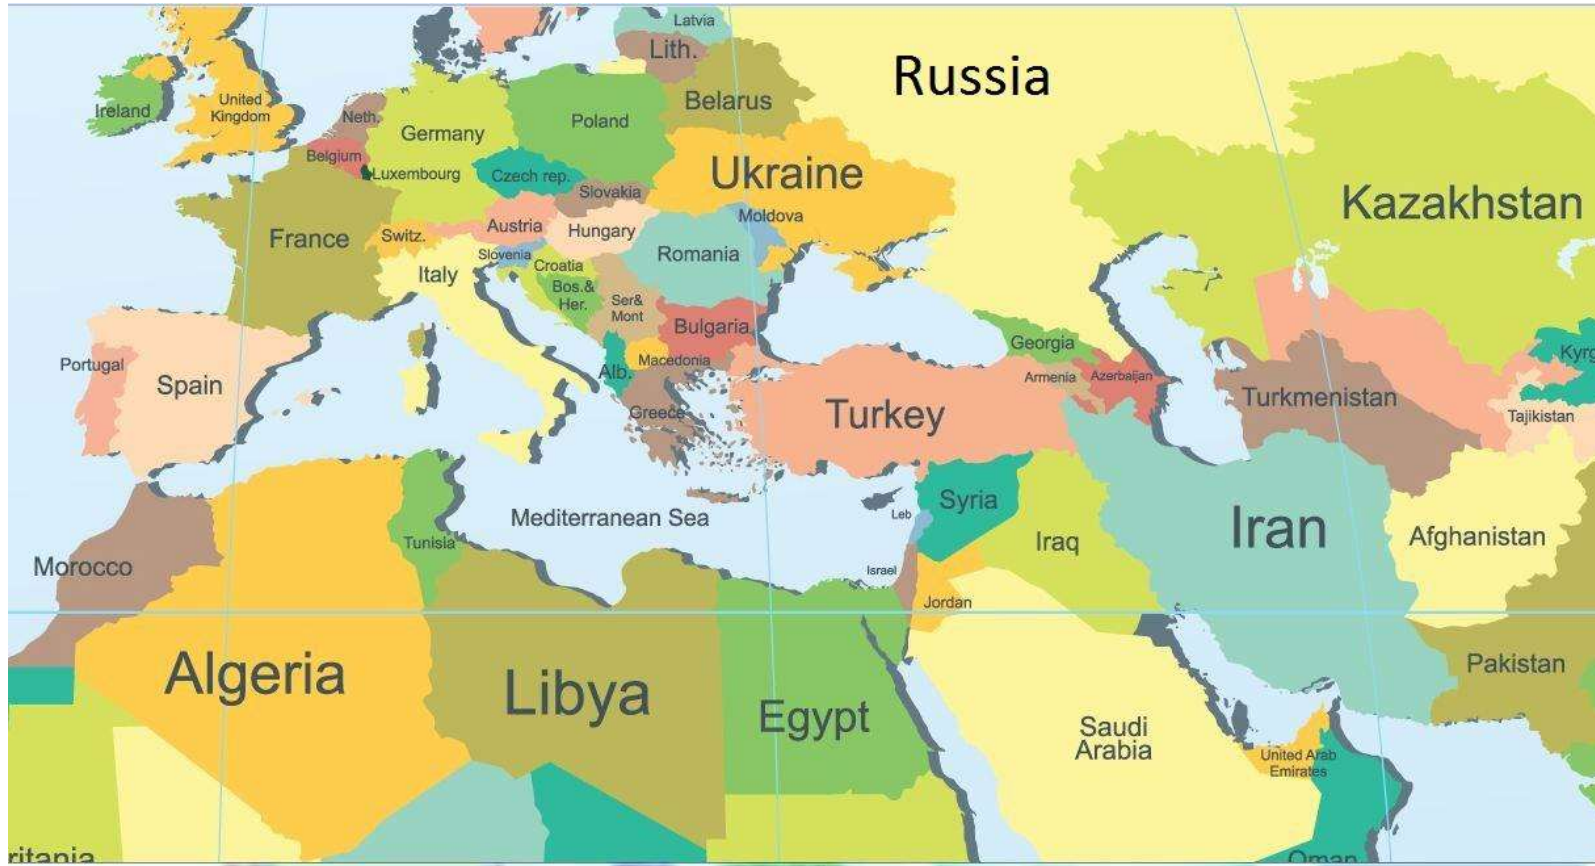 Latvia
Lith.
Russia
Ireland
United
Kingdom
Neth.
Germany
Poland
Belarus
Belgium
Luxembourg
Czech rep.
Slovakia
Ukraine
Kazakhstan
France
Switz.
Austria
Hungary
Moldova
Slovenia
Croatia
Romania
Italy
Bos.&
Her.
Ser&
Mont
Bulgaria
Georgia
Kyrg
Portugal
Spain
Alb.
Macedonia
Armenia
Azerbaijan
Turkmenistan
Tajikistan
Greece
Turkey
Mediterranean Sea
Leb
Syria
Iraq
Iran
Afghanistan
Morocco
Tunisia
Israel
Jordan
Algeria
Libya
Egypt
Saudi
Arabia
Pakistan
United Arab
Emirates
Oman
ritania